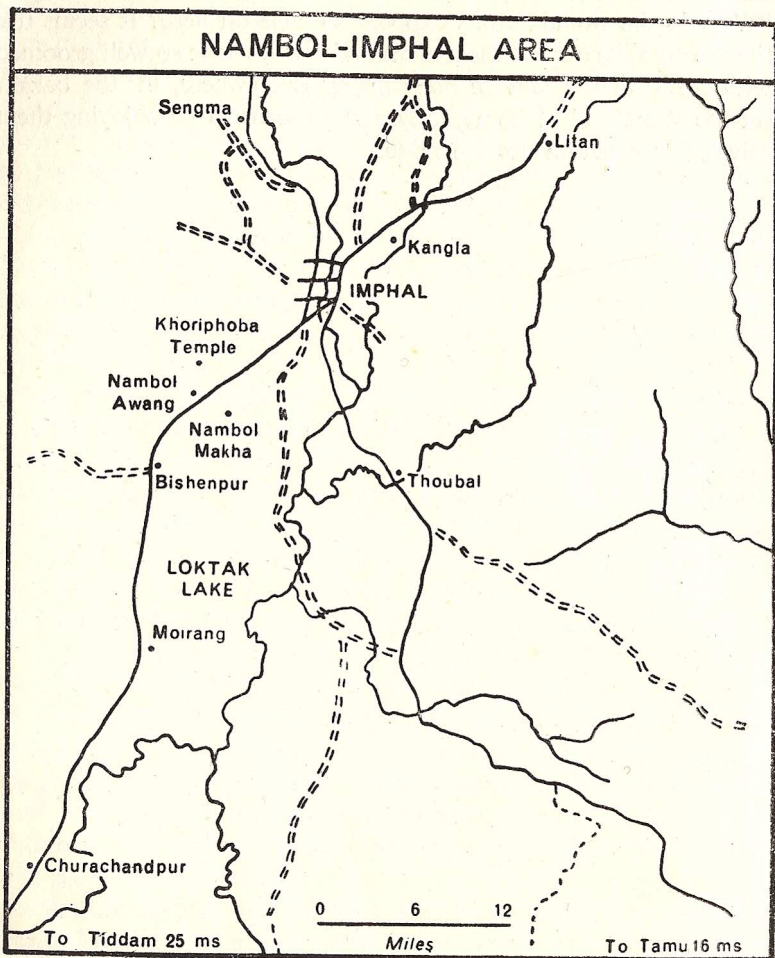 NAMBOL-IMPHAL AREA
Sengma
Litan
Kangla
IMPHAL
Khoriphoba
Temple
Nambol
Awang
Nambol
Makha
Bishenpur
Thoubal
LOKTAK
LAKE
Moirang
Churachandpur
0 6 12
Miles
To Tiddam 25 ms
To Tamu 16 ms